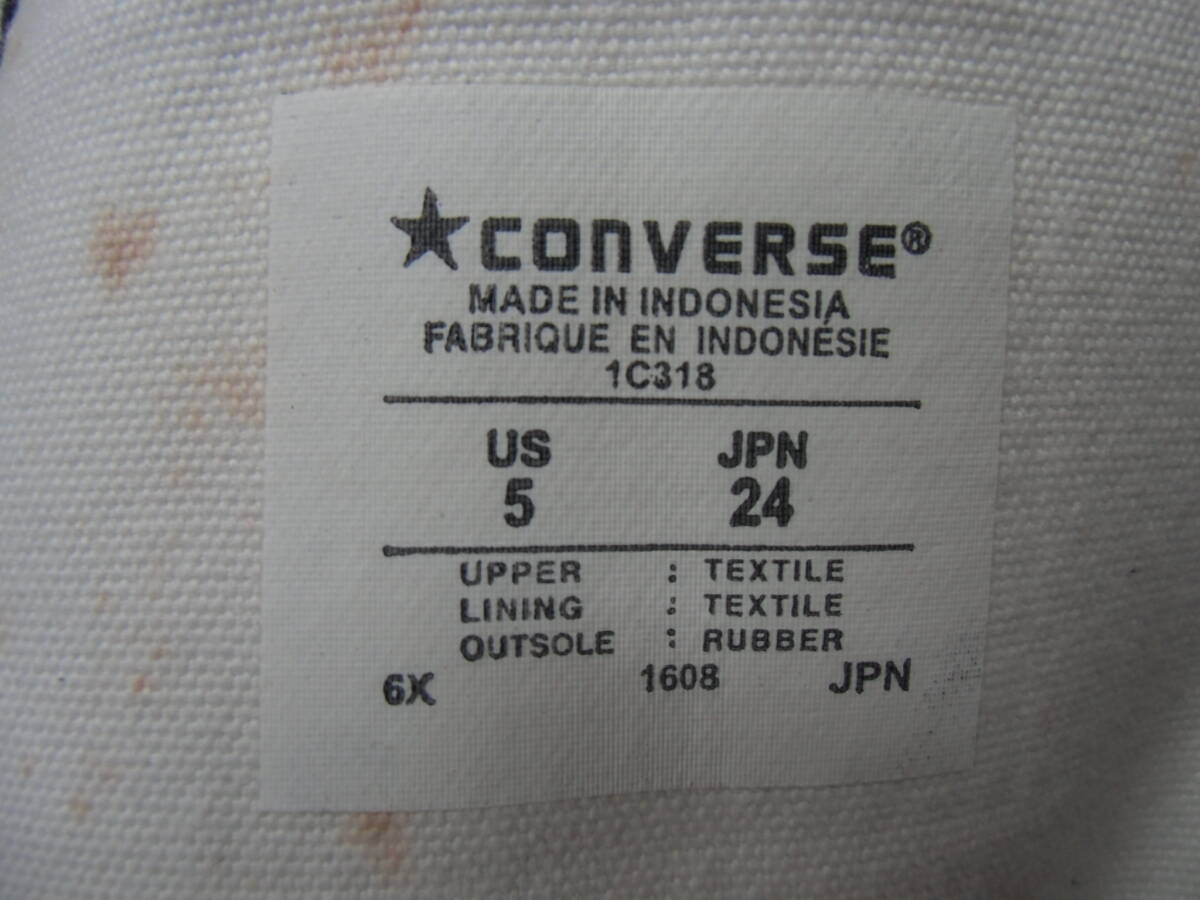 ★CONVERSE®
MADE IN INDONESIA
FABRIQUE EN INDONÉSIE
1C318
US JPN
5 24
UPPER : TEXTILE
LINING : TEXTILE
OUTSOLE : RUBBER
6X 1608 JPN